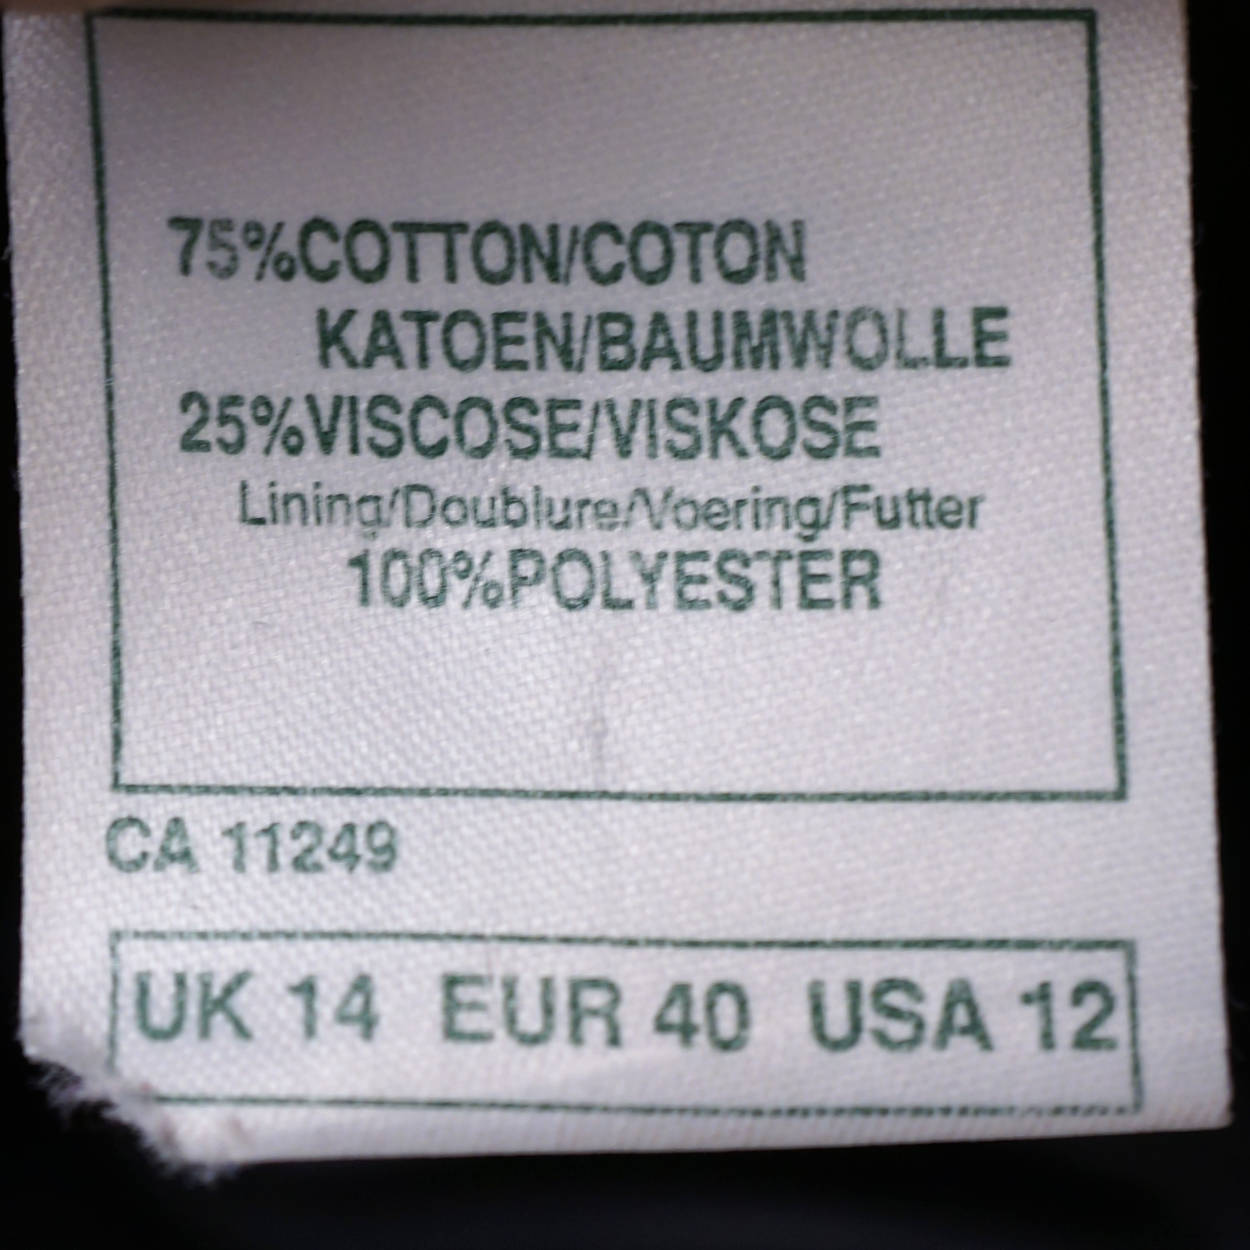 75%COTTON/COTON
KATOEN/BAUMWOLLE
25%VISCOSE/VISKOSE
Lining/Doublure/Voering/Futter
100%POLYESTER
CA 11249
UK 14 EUR 40 USA 12